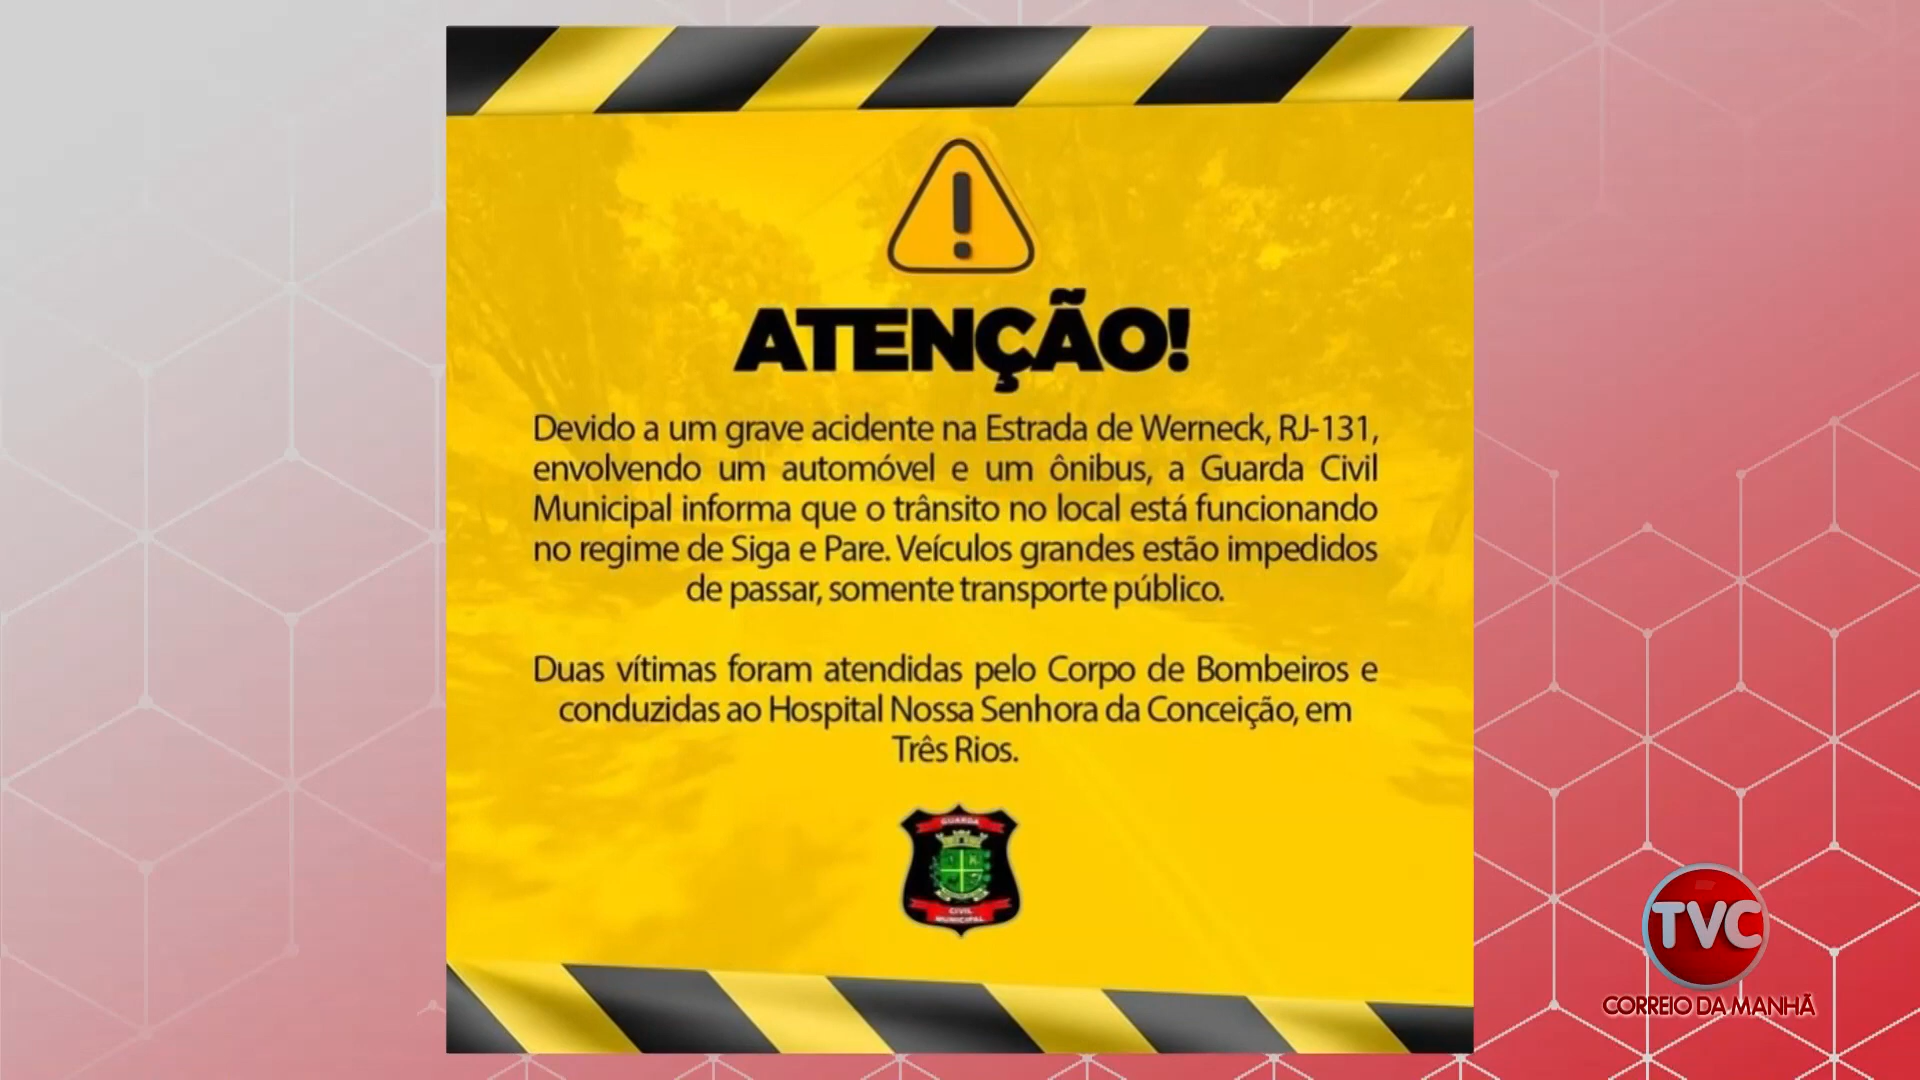 ATENÇÃO!
Devido a um grave acidente na Estrada de Werneck, RJ-131,
envolvendo um automóvel e um ônibus, a Guarda Civil
Municipal informa que o trânsito no local está funcionando
no regime de Siga e Pare. Veículos grandes estão impedidos
de passar, somente transporte público.
Duas vítimas foram atendidas pelo Corpo de Bombeiros e
conduzidas ao Hospital Nossa Senhora da Conceição, em
Três Rios.
GUARDA
CIVIL
MUNICIPAL
TVC
CORREIO DA MANHÃ